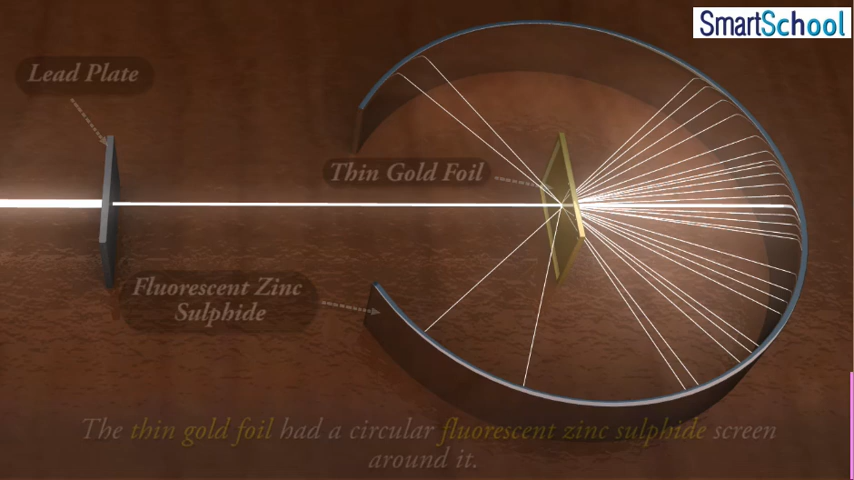 SmartSchool
Lead Plate
Thin Gold Foil
Fluorescent Zinc
Sulphide
The thin gold foil had a circular fluorescent zinc sulphide screen
around it.